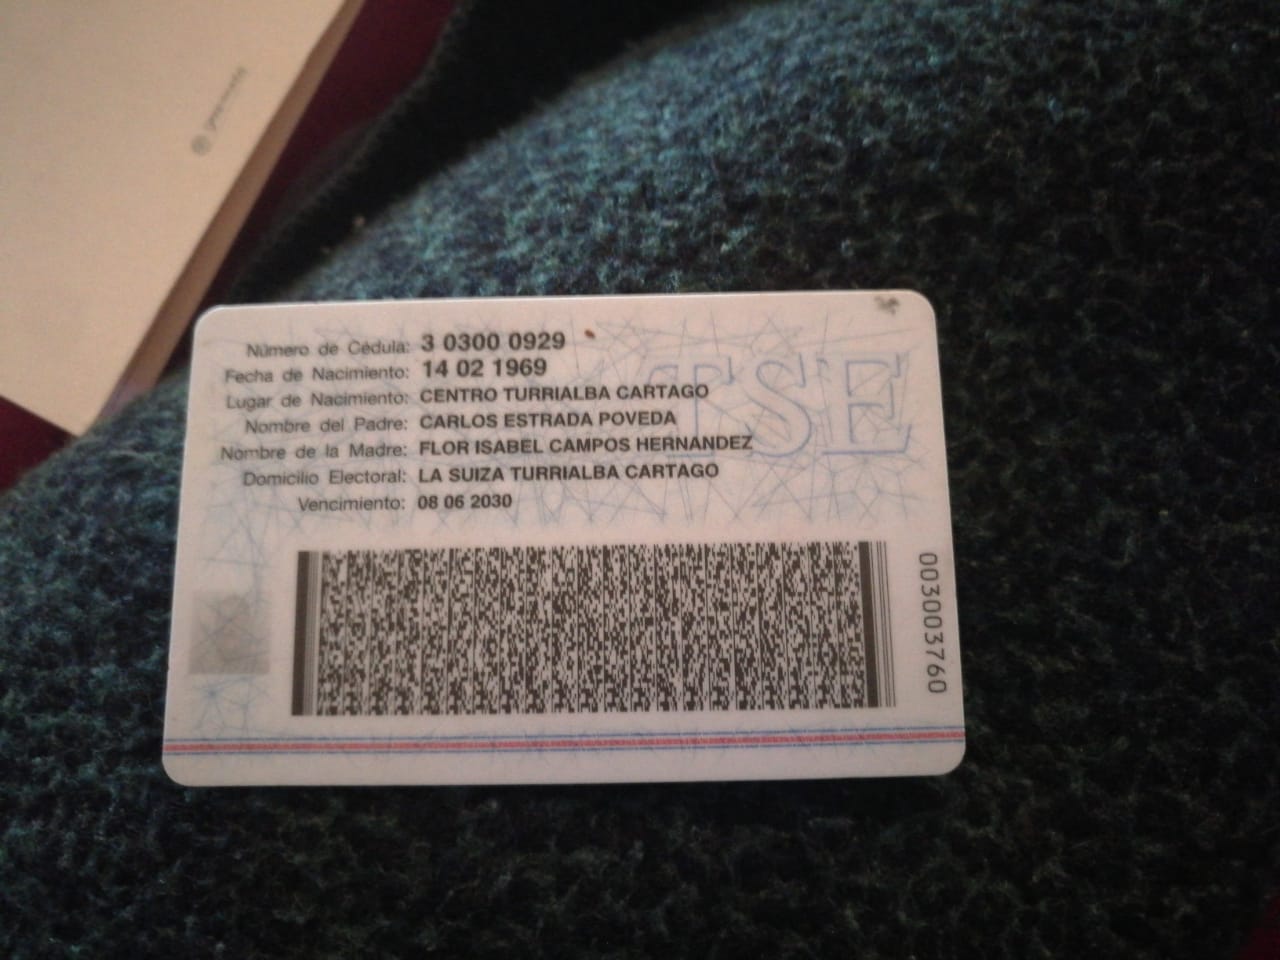 Número de Cédula: 3 0300 0929
Fecha de Nacimiento: 14 02 1969
Lugar de Nacimiento: CENTRO TURRIALBA CARTAGO
Nombre del Padre: CARLOS ESTRADA POVEDA
Nombre de la Madre: FLOR ISABEL CAMPOS HERNANDEZ
Domicilio Electoral: LA SUIZA TURRIALBA CARTAGO
Vencimiento: 08 06 2030
TSE
003003760